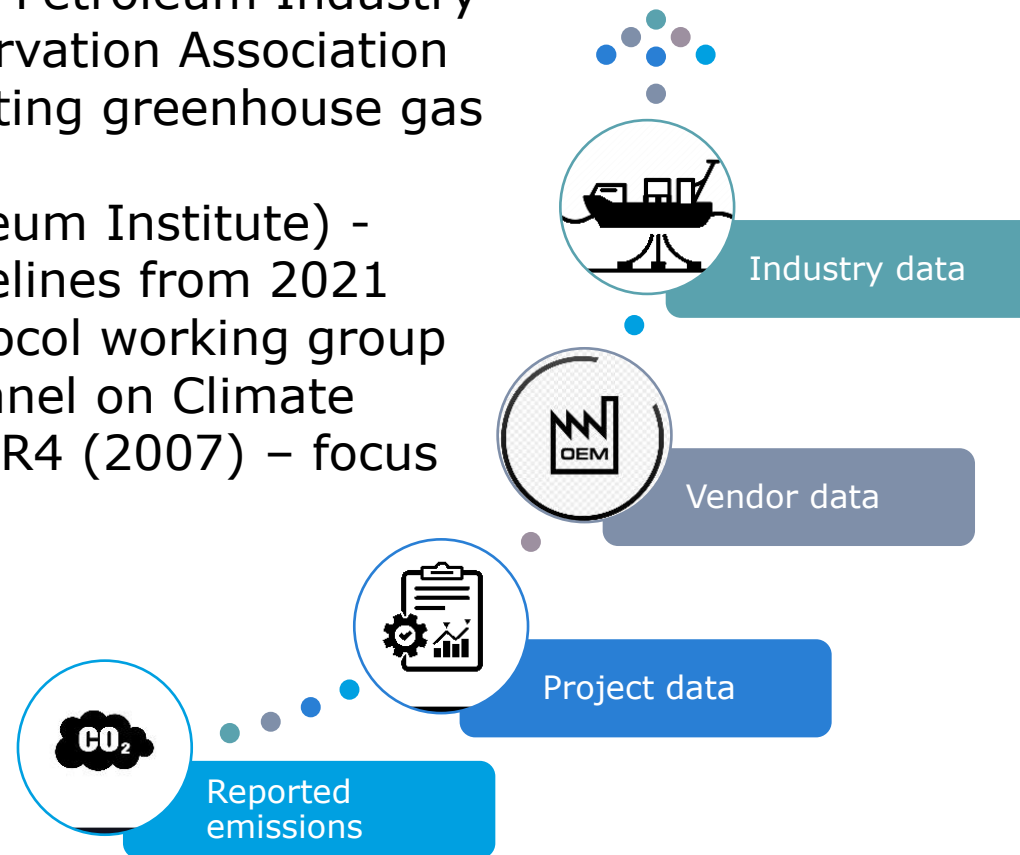 Petroleum Industry
rvation Association
ting greenhouse gas
eum Institute) -
elines from 2021
ocol working group
nel on Climate
R4 (2007) – focus
Industry data
OEM
Vendor data
Project data
CO₂
Reported
emissions